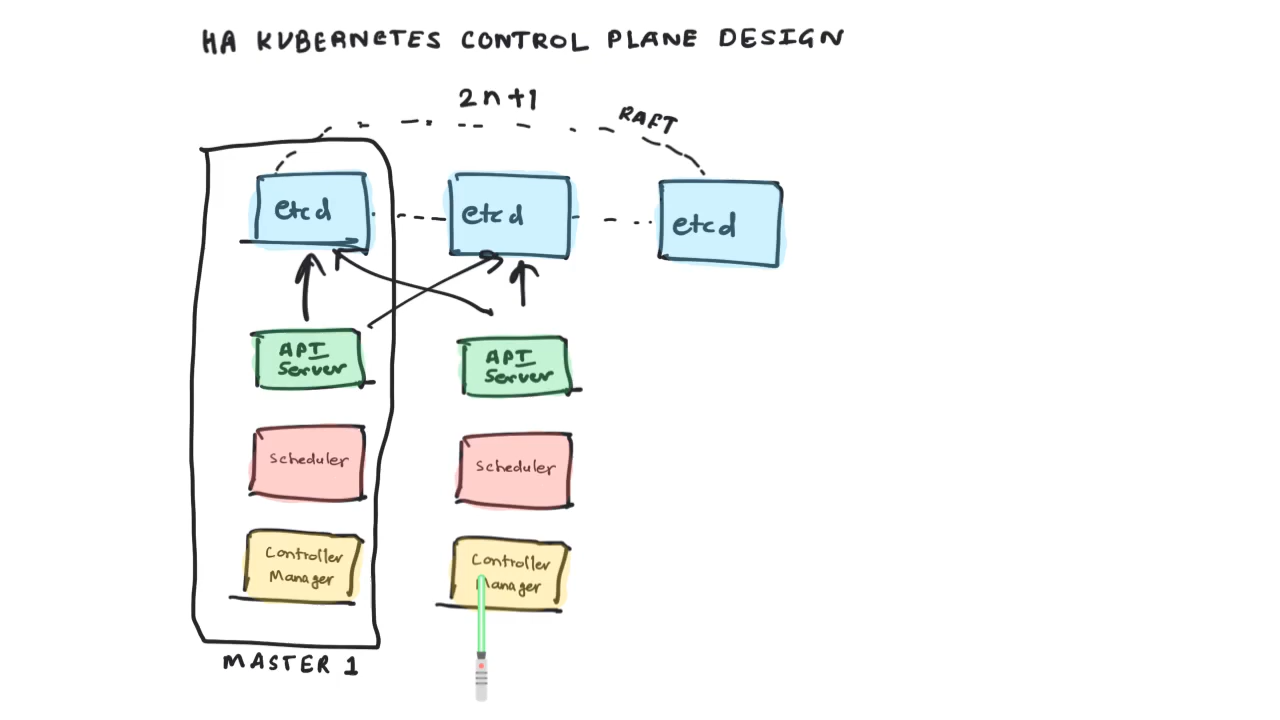 HA KUBERNETES CONTROL PLANE DESIGN
2n+1
RAFT
etcd
etcd
etcd
API
Server
API
Server
Scheduler
Scheduler
Controller
Manager
Controller
Manager
MASTER 1